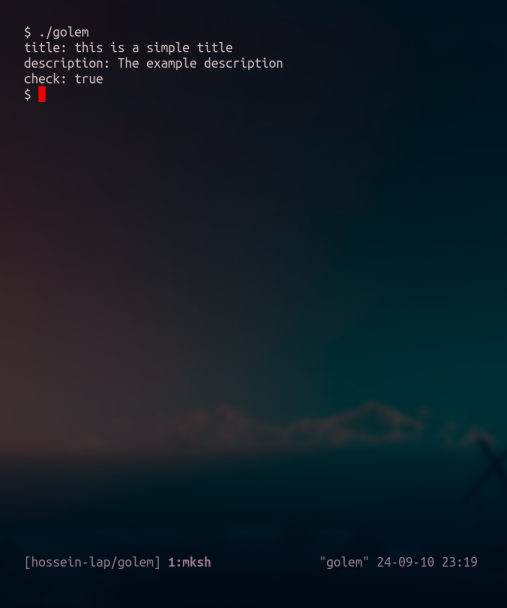 $ ./golem
title: this is a simple title
description: The example description
check: true
$
[hossein-lap/golem] 1:mksh "golem" 24-09-10 23:19